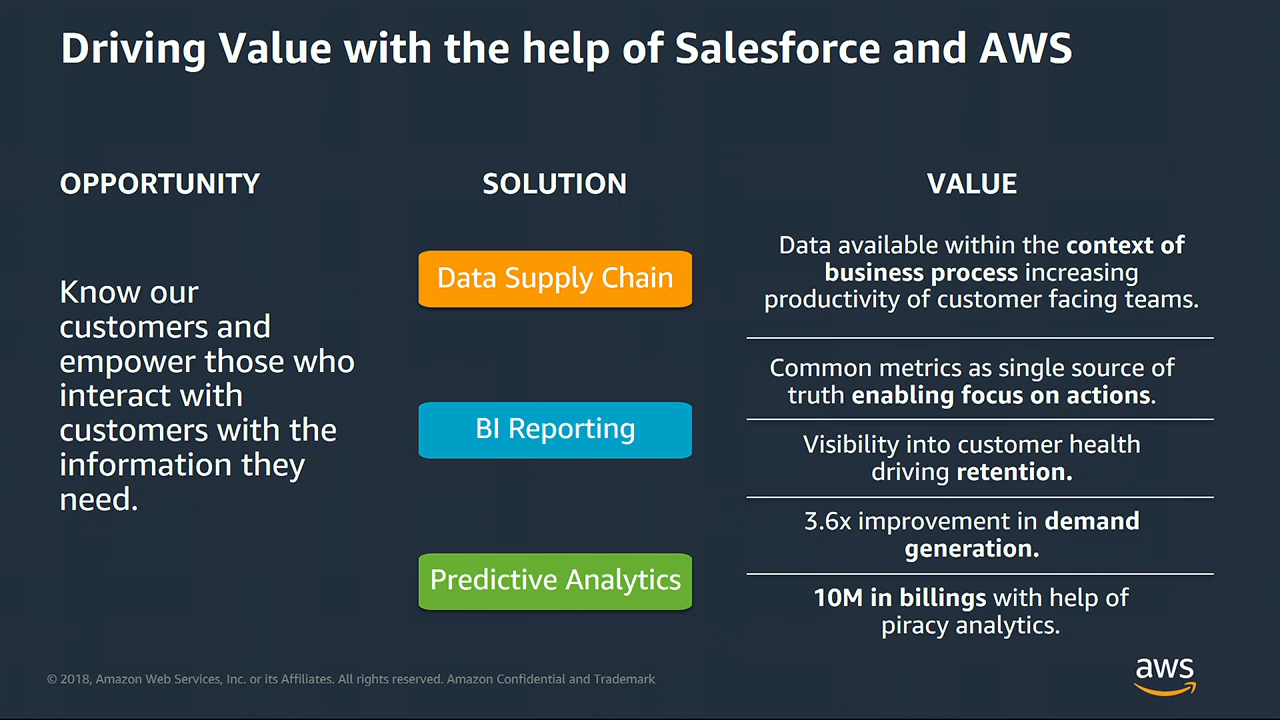 Driving Value with the help of Salesforce and AWS
OPPORTUNITY
Know our
customers and
empower those who
interact with
customers with the
information they
need.
SOLUTION
Data Supply Chain
BI Reporting
Predictive Analytics
VALUE
Data available within the context of
business process increasing
productivity of customer facing teams.
Common metrics as single source of
truth enabling focus on actions.
Visibility into customer health
driving retention.
3.6x improvement in demand
generation.
10M in billings with help of
piracy analytics.
© 2018, Amazon Web Services, Inc. or its Affiliates. All rights reserved. Amazon Confidential and Trademark
aws